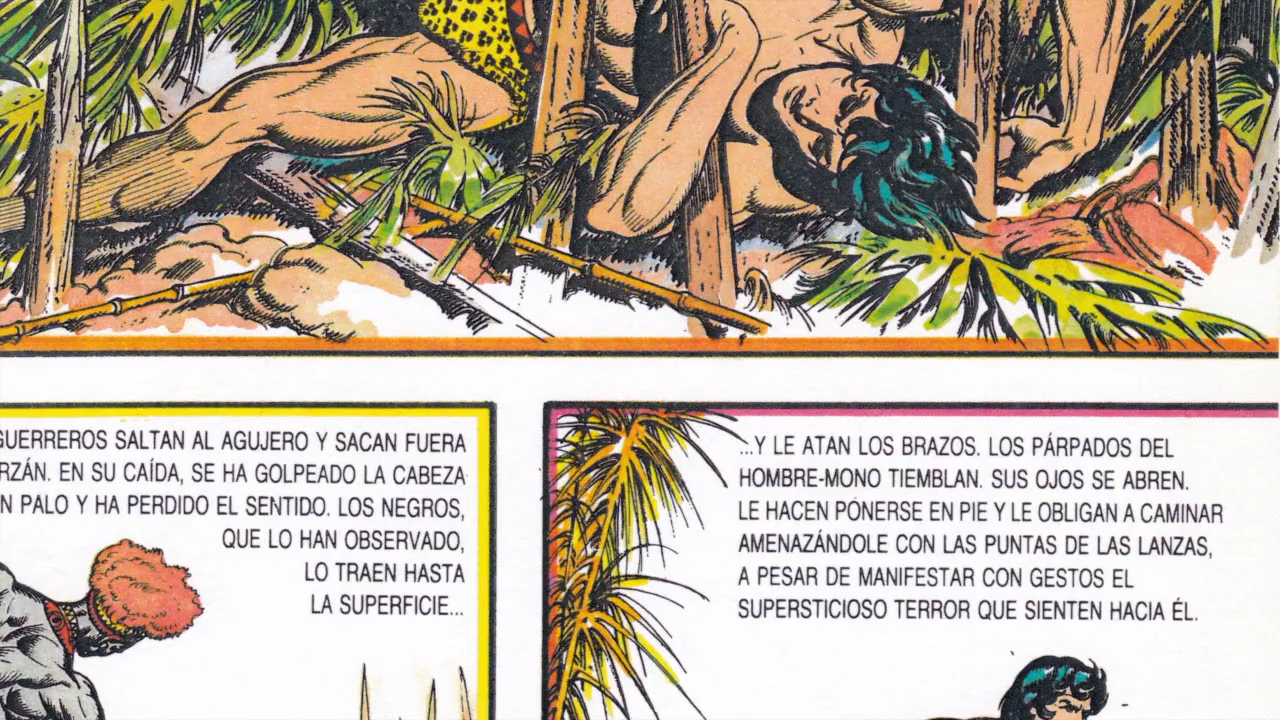 GUERREROS SALTAN AL AGUJERO Y SACAN FUERA
RZÁN. EN SU CAÍDA, SE HA GOLPEADO LA CABEZA
N PALO Y HA PERDIDO EL SENTIDO. LOS NEGROS,
QUE LO HAN OBSERVADO,
LO TRAEN HASTA
LA SUPERFICIE...
...Y LE ATAN LOS BRAZOS. LOS PÁRPADOS DEL
HOMBRE-MONO TIEMBLAN. SUS OJOS SE ABREN.
LE HACEN PONERSE EN PIE Y LE OBLIGAN A CAMINAR
AMENAZÁNDOLE CON LAS PUNTAS DE LAS LANZAS,
A PESAR DE MANIFESTAR CON GESTOS EL
SUPERSTICIOSO TERROR QUE SIENTEN HACIA ÉL.